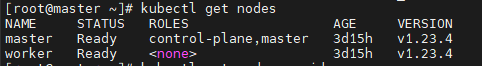 [root@master ~]# kubectl get nodes
NAME STATUS ROLES AGE VERSION
master Ready control-plane,master 3d15h v1.23.4
worker Ready <none> 3d15h v1.23.4